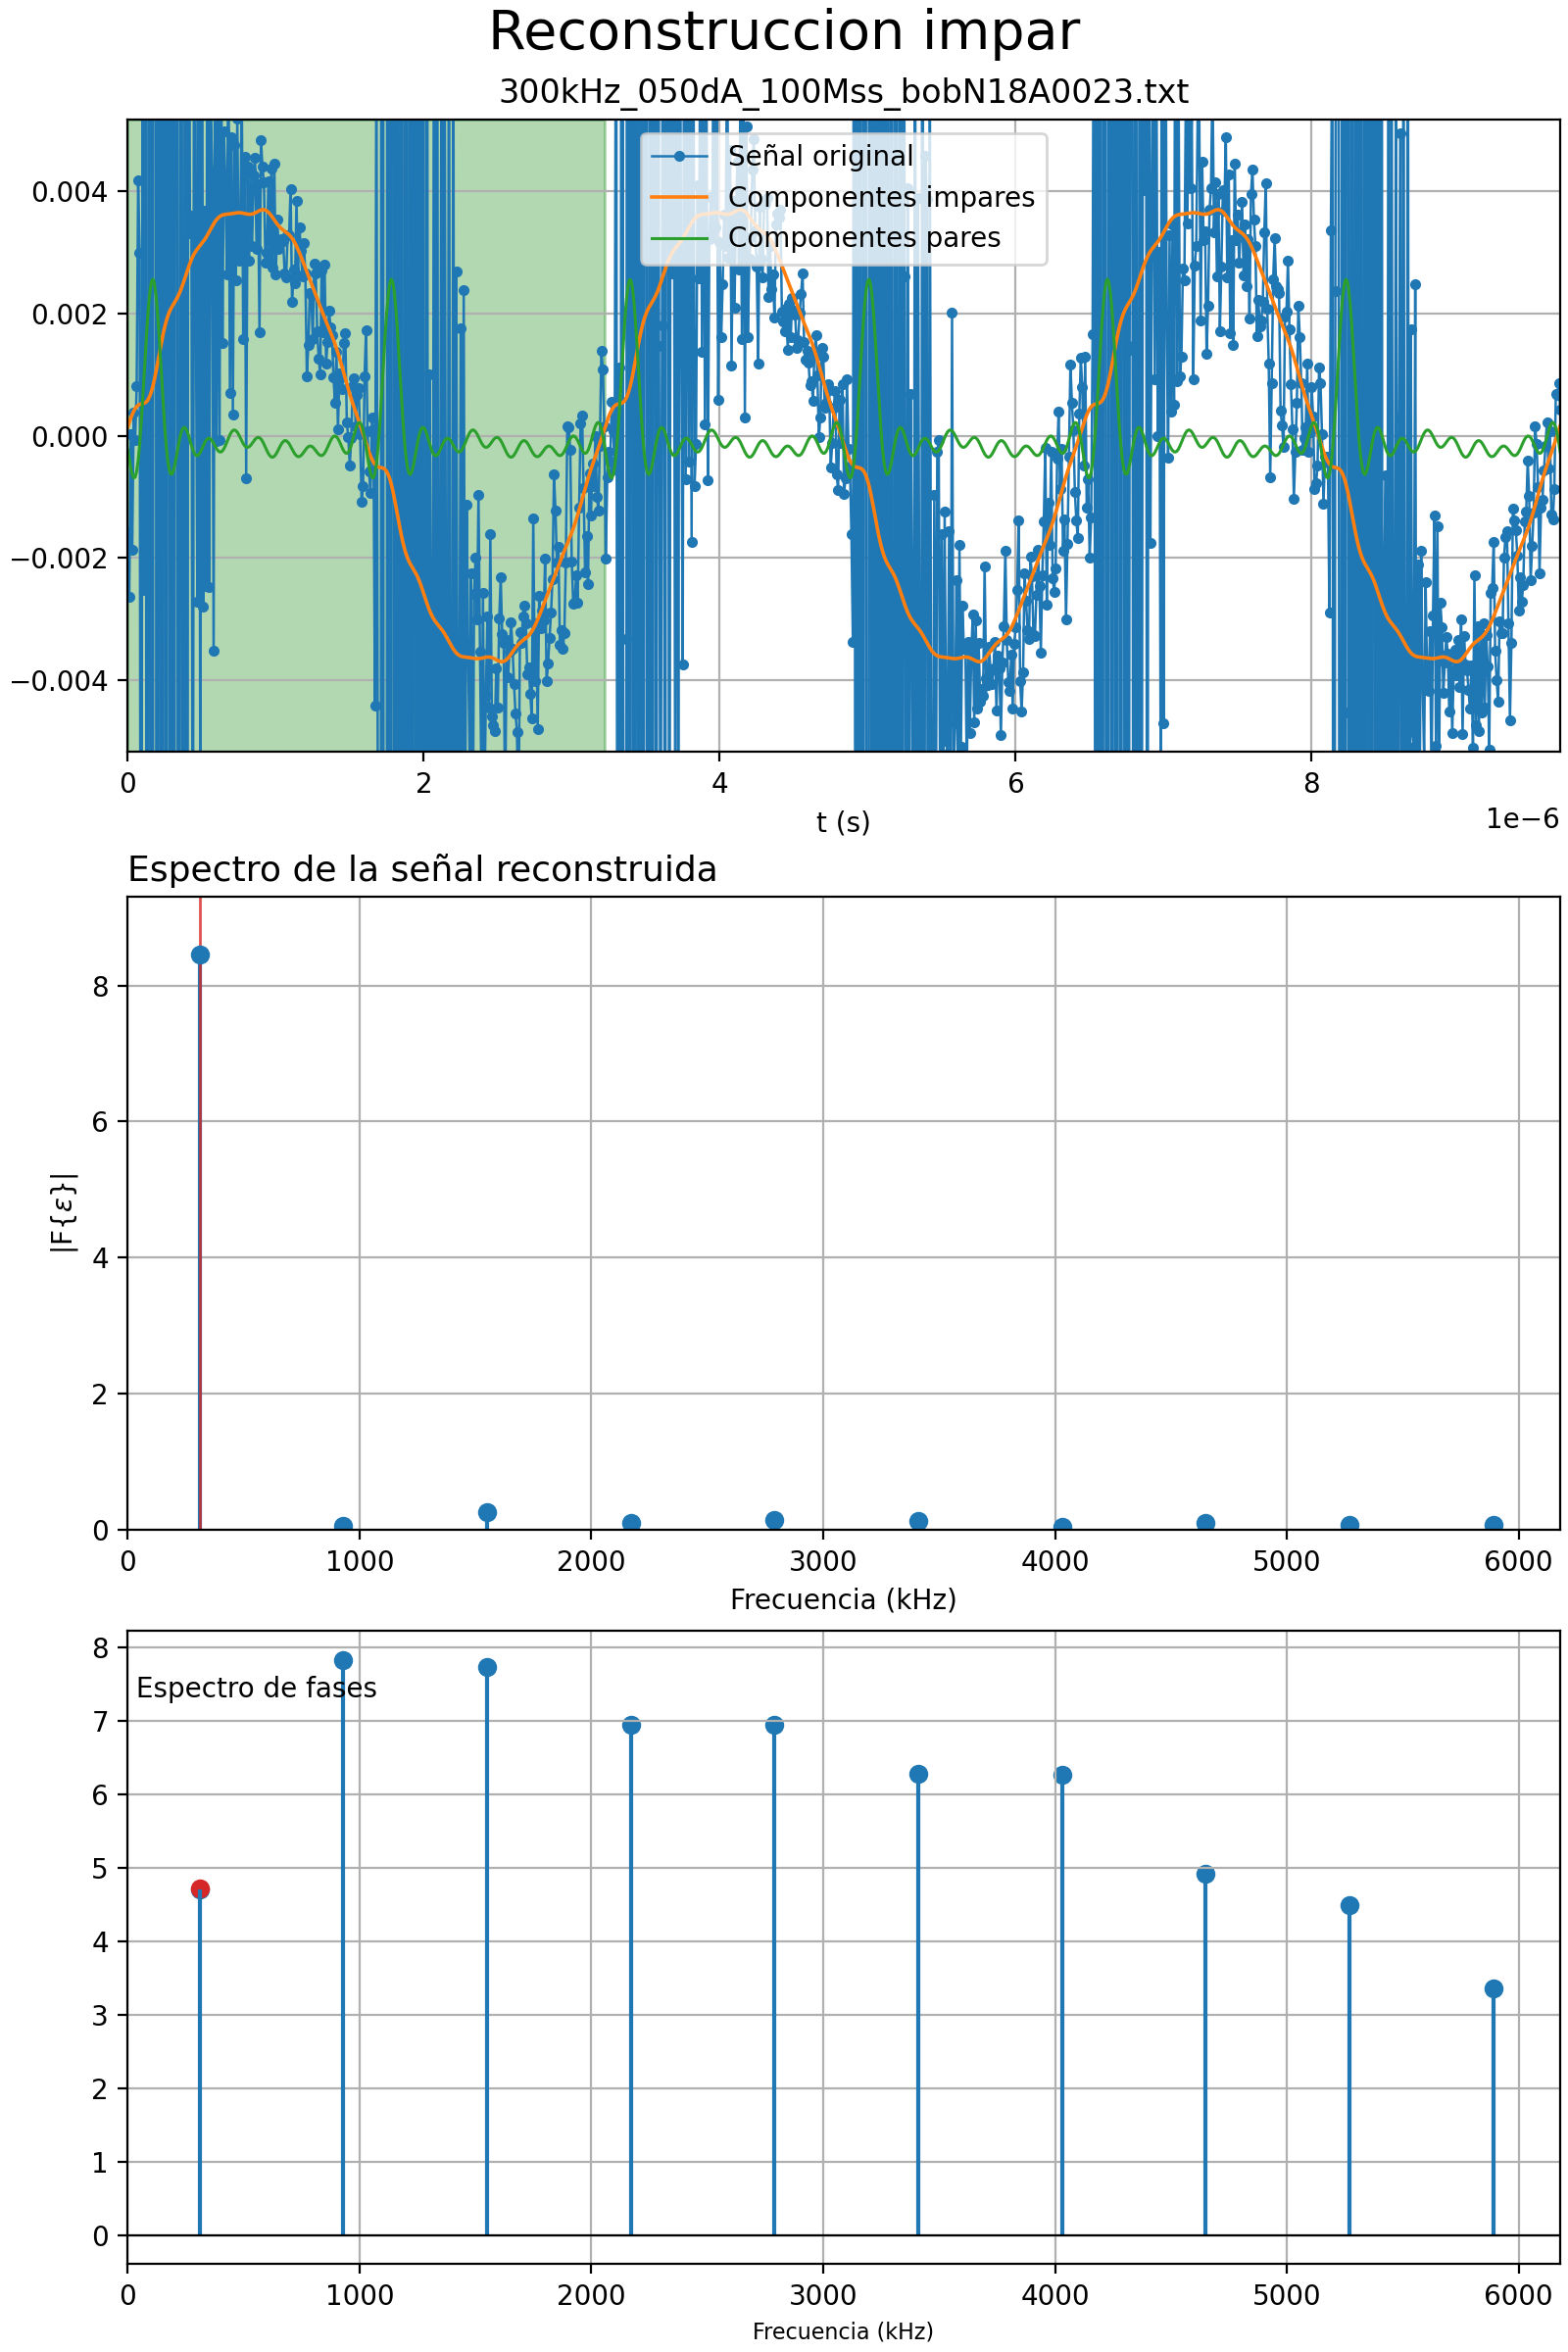 Reconstruccion impar
300kHz_050dA_100Mss_bobN18A0023.txt
Señal original
Componentes impares
Componentes pares
0.004
0.002
0.000
−0.002
−0.004
0 2 4 6 8
1e−6
t (s)
Espectro de la señal reconstruida
8
6
4
2
0
|F{ε}|
0 1000 2000 3000 4000 5000 6000
Frecuencia (kHz)
Espectro de fases
8
7
6
5
4
3
2
1
0
0 1000 2000 3000 4000 5000 6000
Frecuencia (kHz)